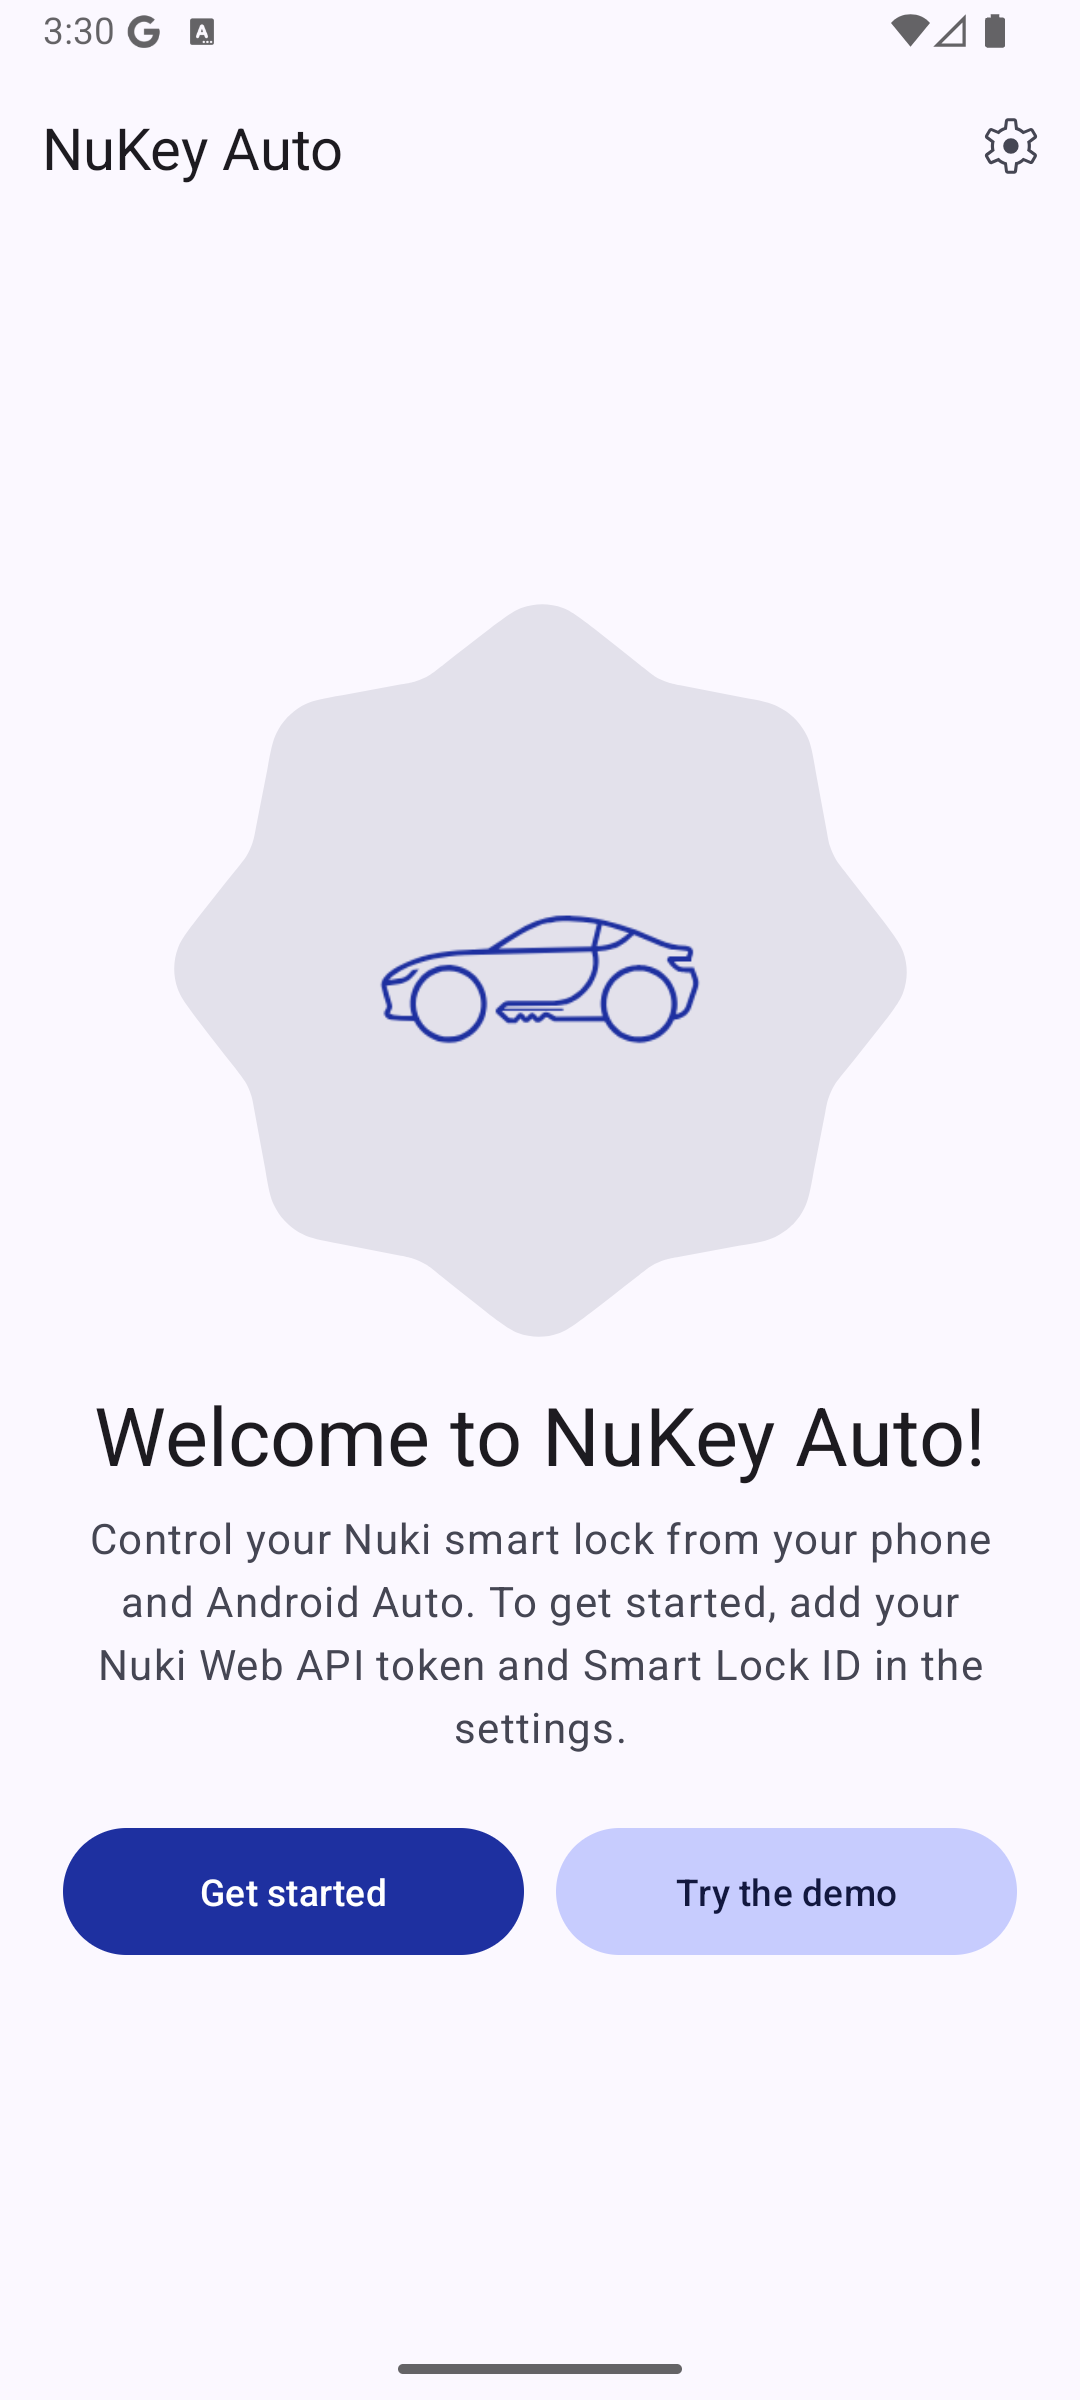 3:30
NuKey Auto
Welcome to NuKey Auto!
Control your Nuki smart lock from your phone
and Android Auto. To get started, add your
Nuki Web API token and Smart Lock ID in the
settings.
Get started
Try the demo